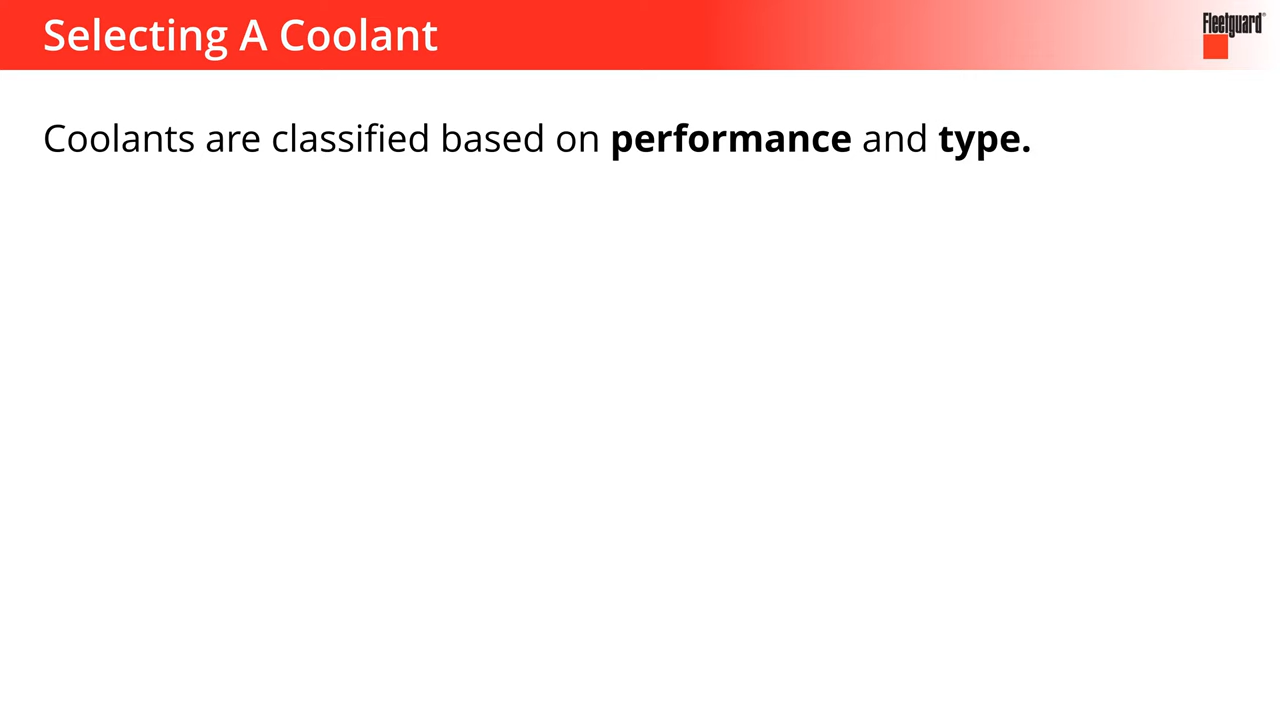 Selecting A Coolant
Fleetguard®
Coolants are classified based on performance and type.